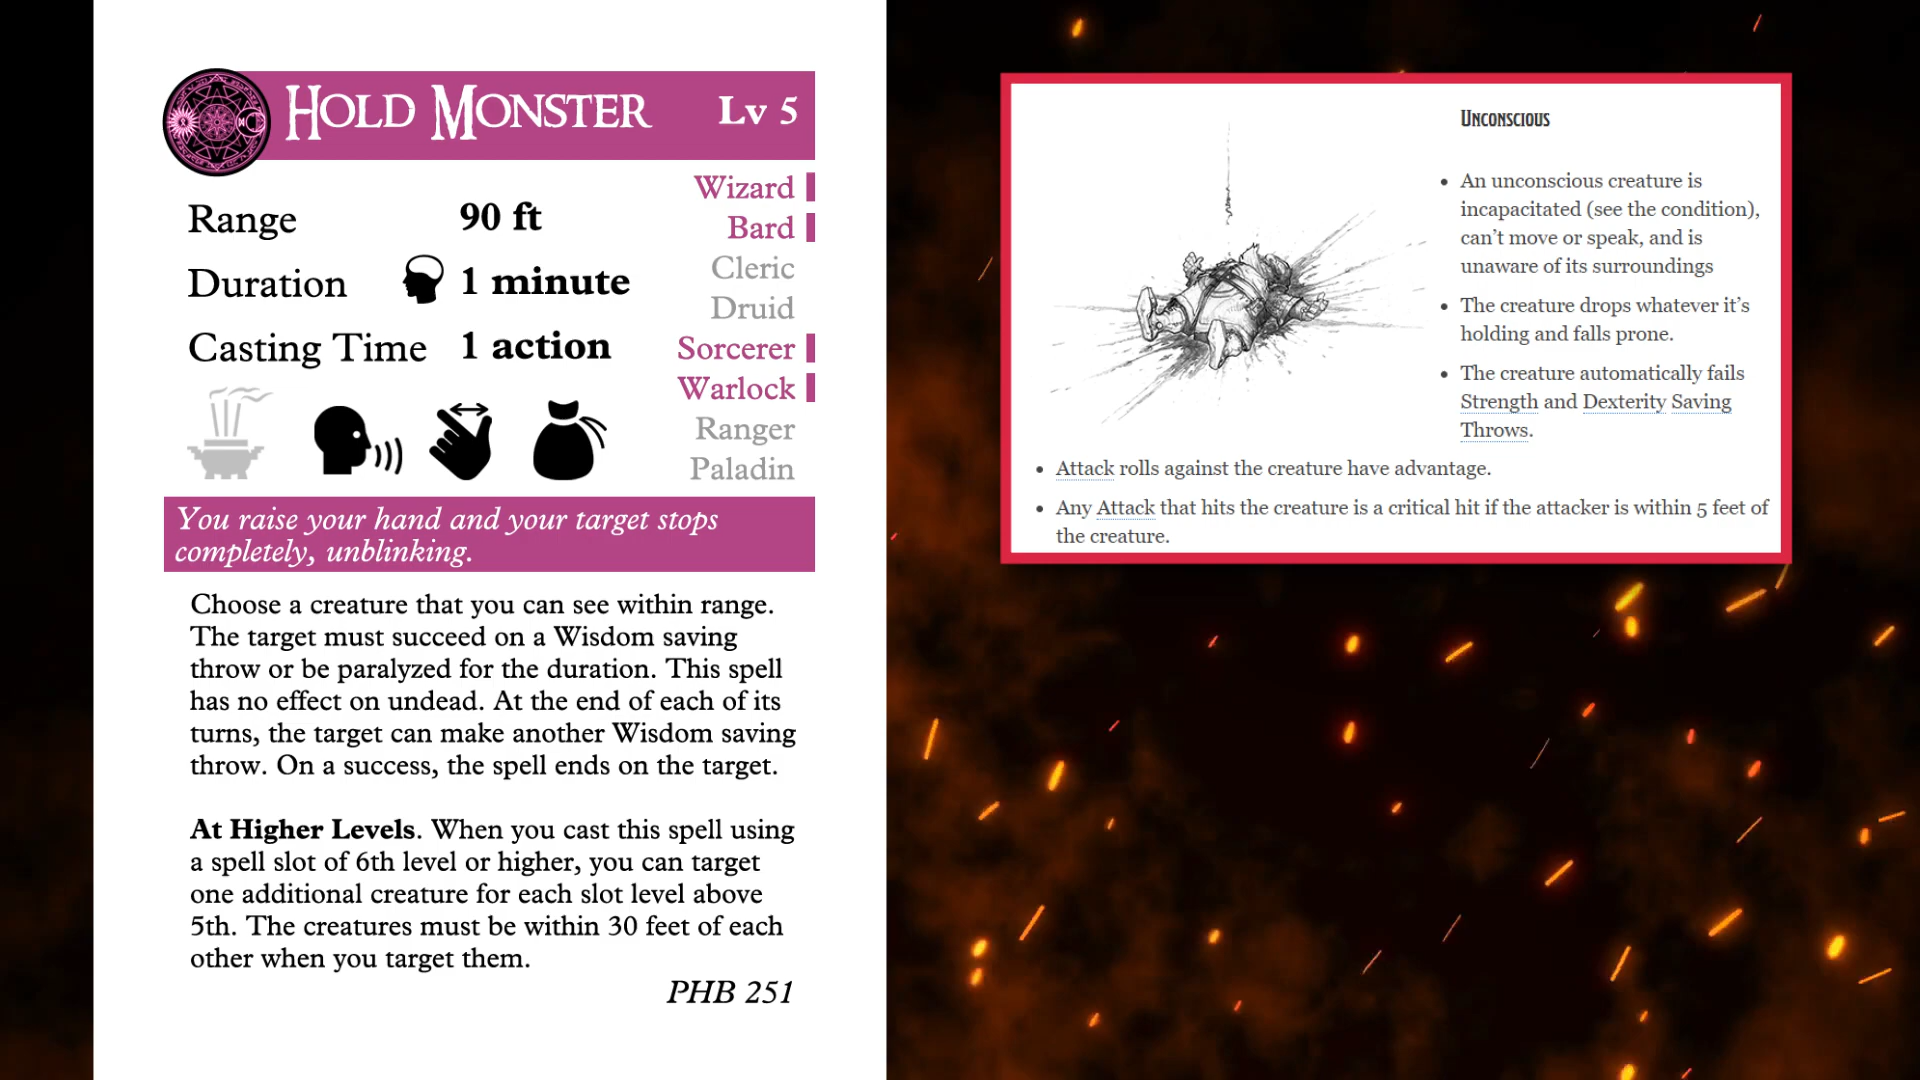 HOLD MONSTER Lv 5
Range 90 ft
Duration 1 minute
Casting Time 1 action
Wizard
Bard
Cleric
Druid
Sorcerer
Warlock
Ranger
Paladin
You raise your hand and your target stops
completely, unblinking.
Choose a creature that you can see within range.
The target must succeed on a Wisdom saving
throw or be paralyzed for the duration. This spell
has no effect on undead. At the end of each of its
turns, the target can make another Wisdom saving
throw. On a success, the spell ends on the target.
At Higher Levels. When you cast this spell using
a spell slot of 6th level or higher, you can target
one additional creature for each slot level above
5th. The creatures must be within 30 feet of each
other when you target them.
PHB 251
UNCONSCIOUS
• An unconscious creature is
incapacitated (see the condition),
can't move or speak, and is
unaware of its surroundings
• The creature drops whatever it's
holding and falls prone.
• The creature automatically fails
Strength and Dexterity Saving
Throws.
• Attack rolls against the creature have advantage.
• Any Attack that hits the creature is a critical hit if the attacker is within 5 feet of
the creature.